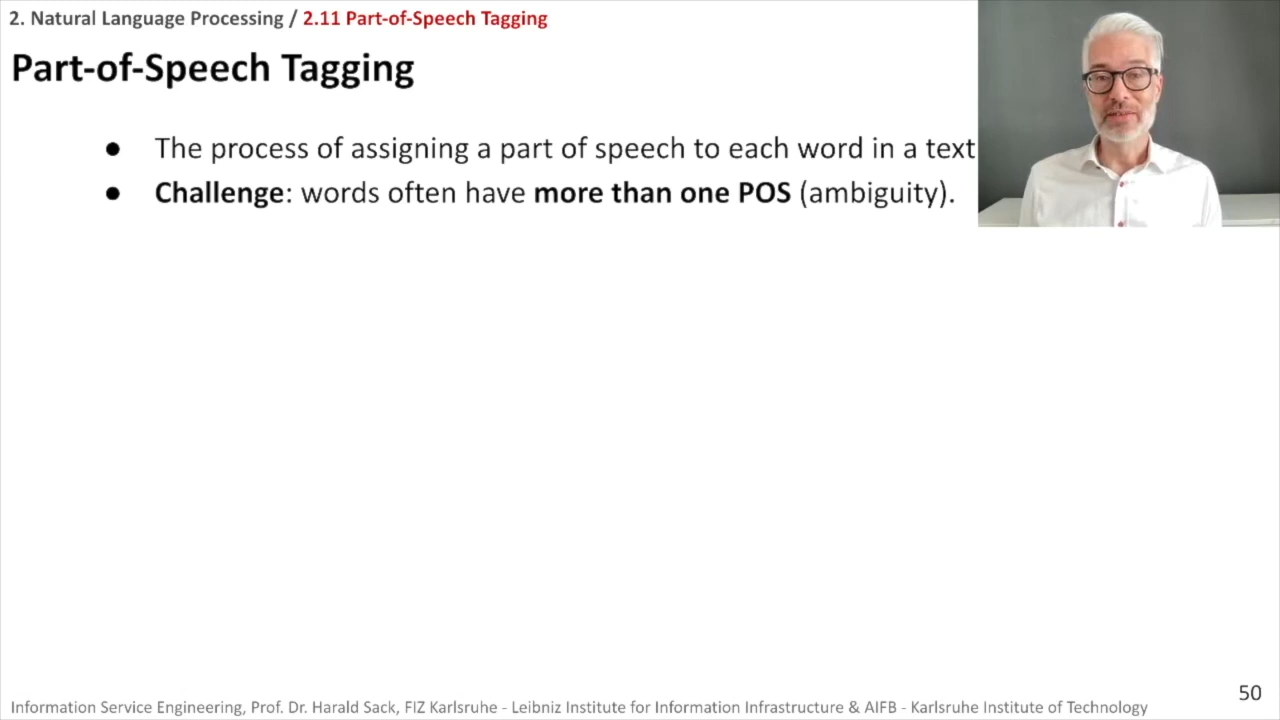 2. Natural Language Processing / 2.11 Part-of-Speech Tagging
Part-of-Speech Tagging
● The process of assigning a part of speech to each word in a text
● Challenge: words often have more than one POS (ambiguity).
50
Information Service Engineering, Prof. Dr. Harald Sack, FIZ Karlsruhe - Leibniz Institute for Information Infrastructure & AIFB - Karlsruhe Institute of Technology